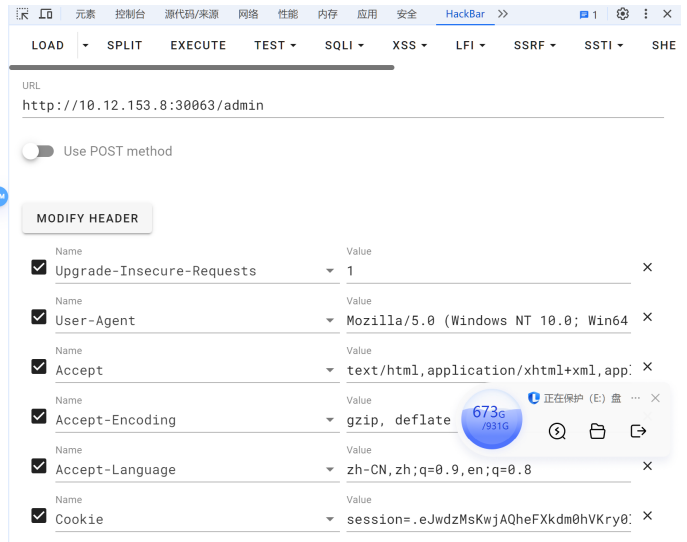 元素 控制台 源代码/来源 网络 性能 内存 应用 安全 HackBar 1
LOAD SPLIT EXECUTE TEST SQLI XSS LFI SSRF SSTI SHE
URL
http://10.12.153.8:30063/admin
Use POST method
MODIFY HEADER
Name Value
Upgrade-Insecure-Requests 1
Name Value
User-Agent Mozilla/5.0 (Windows NT 10.0; Win64
Name Value
Accept text/html,application/xhtml+xml,appl
Name
673G /931G 正在保护 (E:) 盘 ···
Accept-Encoding gzip, deflate
Name Value
Accept-Language zh-CN,zh;q=0.9,en;q=0.8
Name Value
Cookie session=.eJwdzMsKwjAQheFXkdm0hVKry0